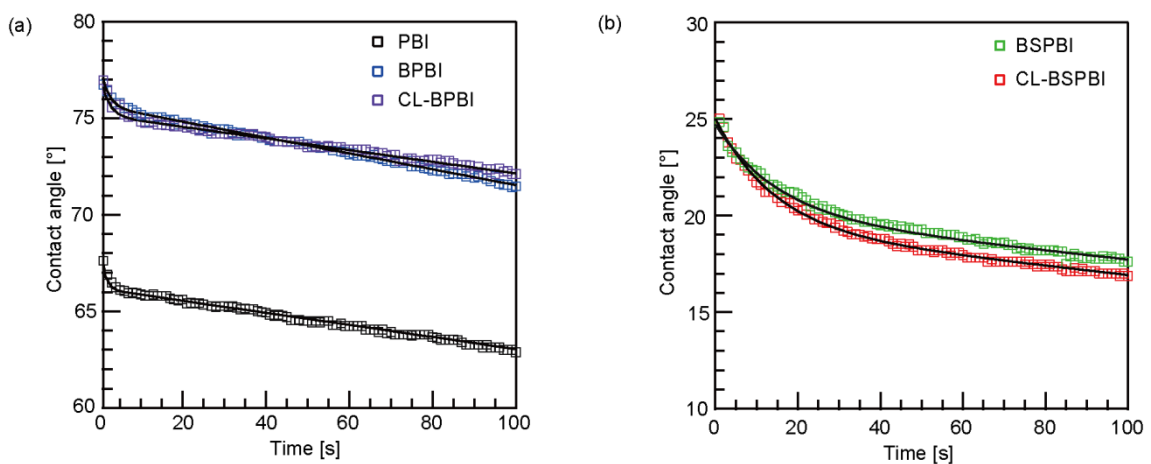 (a)
80
75
70
65
60
Contact angle [°]
PBI
BPBI
CL-BPBI
0 20 40 60 80 100
Time [s]
(b)
30
25
20
15
10
Contact angle [°]
BSPBI
CL-BSPBI
0 20 40 60 80 100
Time [s]